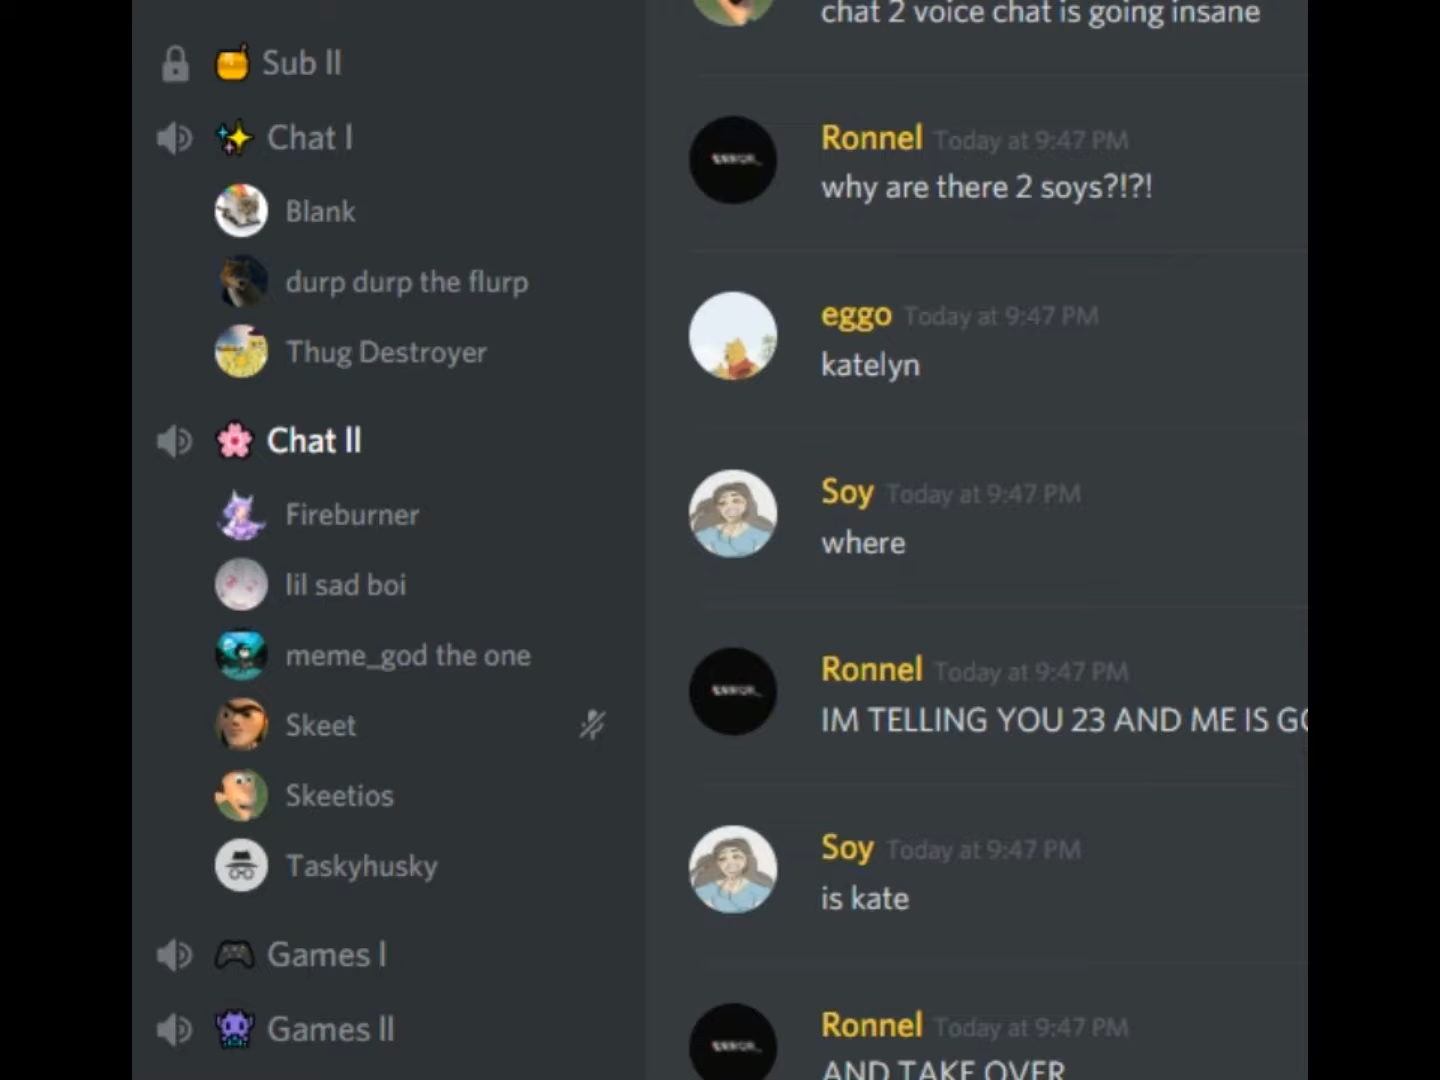 Sub II
Chat I
Blank
durp durp the flurp
Thug Destroyer
Chat II
Fireburner
lil sad boi
meme_god the one
Skeet
Skeetios
Taskyhusky
Games I
Games II
chat 2 voice chat is going insane
Ronnel Today at 9:47 PM
why are there 2 soys?!?!
eggo Today at 9:47 PM
katelyn
Soy Today at 9:47 PM
where
Ronnel Today at 9:47 PM
IM TELLING YOU 23 AND ME IS GO
Soy Today at 9:47 PM
is kate
Ronnel Today at 9:47 PM
AND TAKE OVER